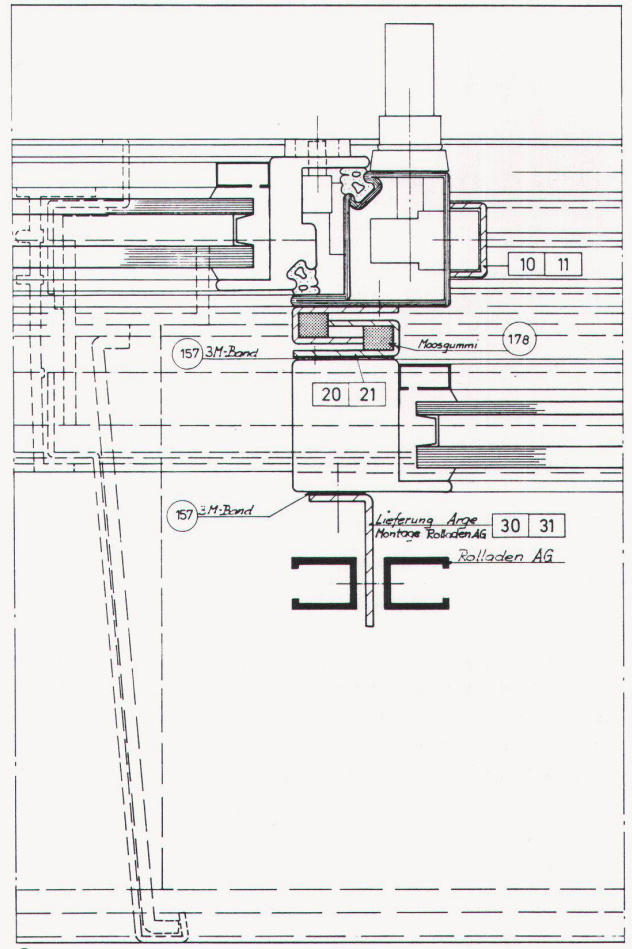 10 11
Moosgummi 178
157 3M-Band
20 21
157 3M-Band
Lieferung Arge 30 31
Montage Rolladen AG
Rolladen AG